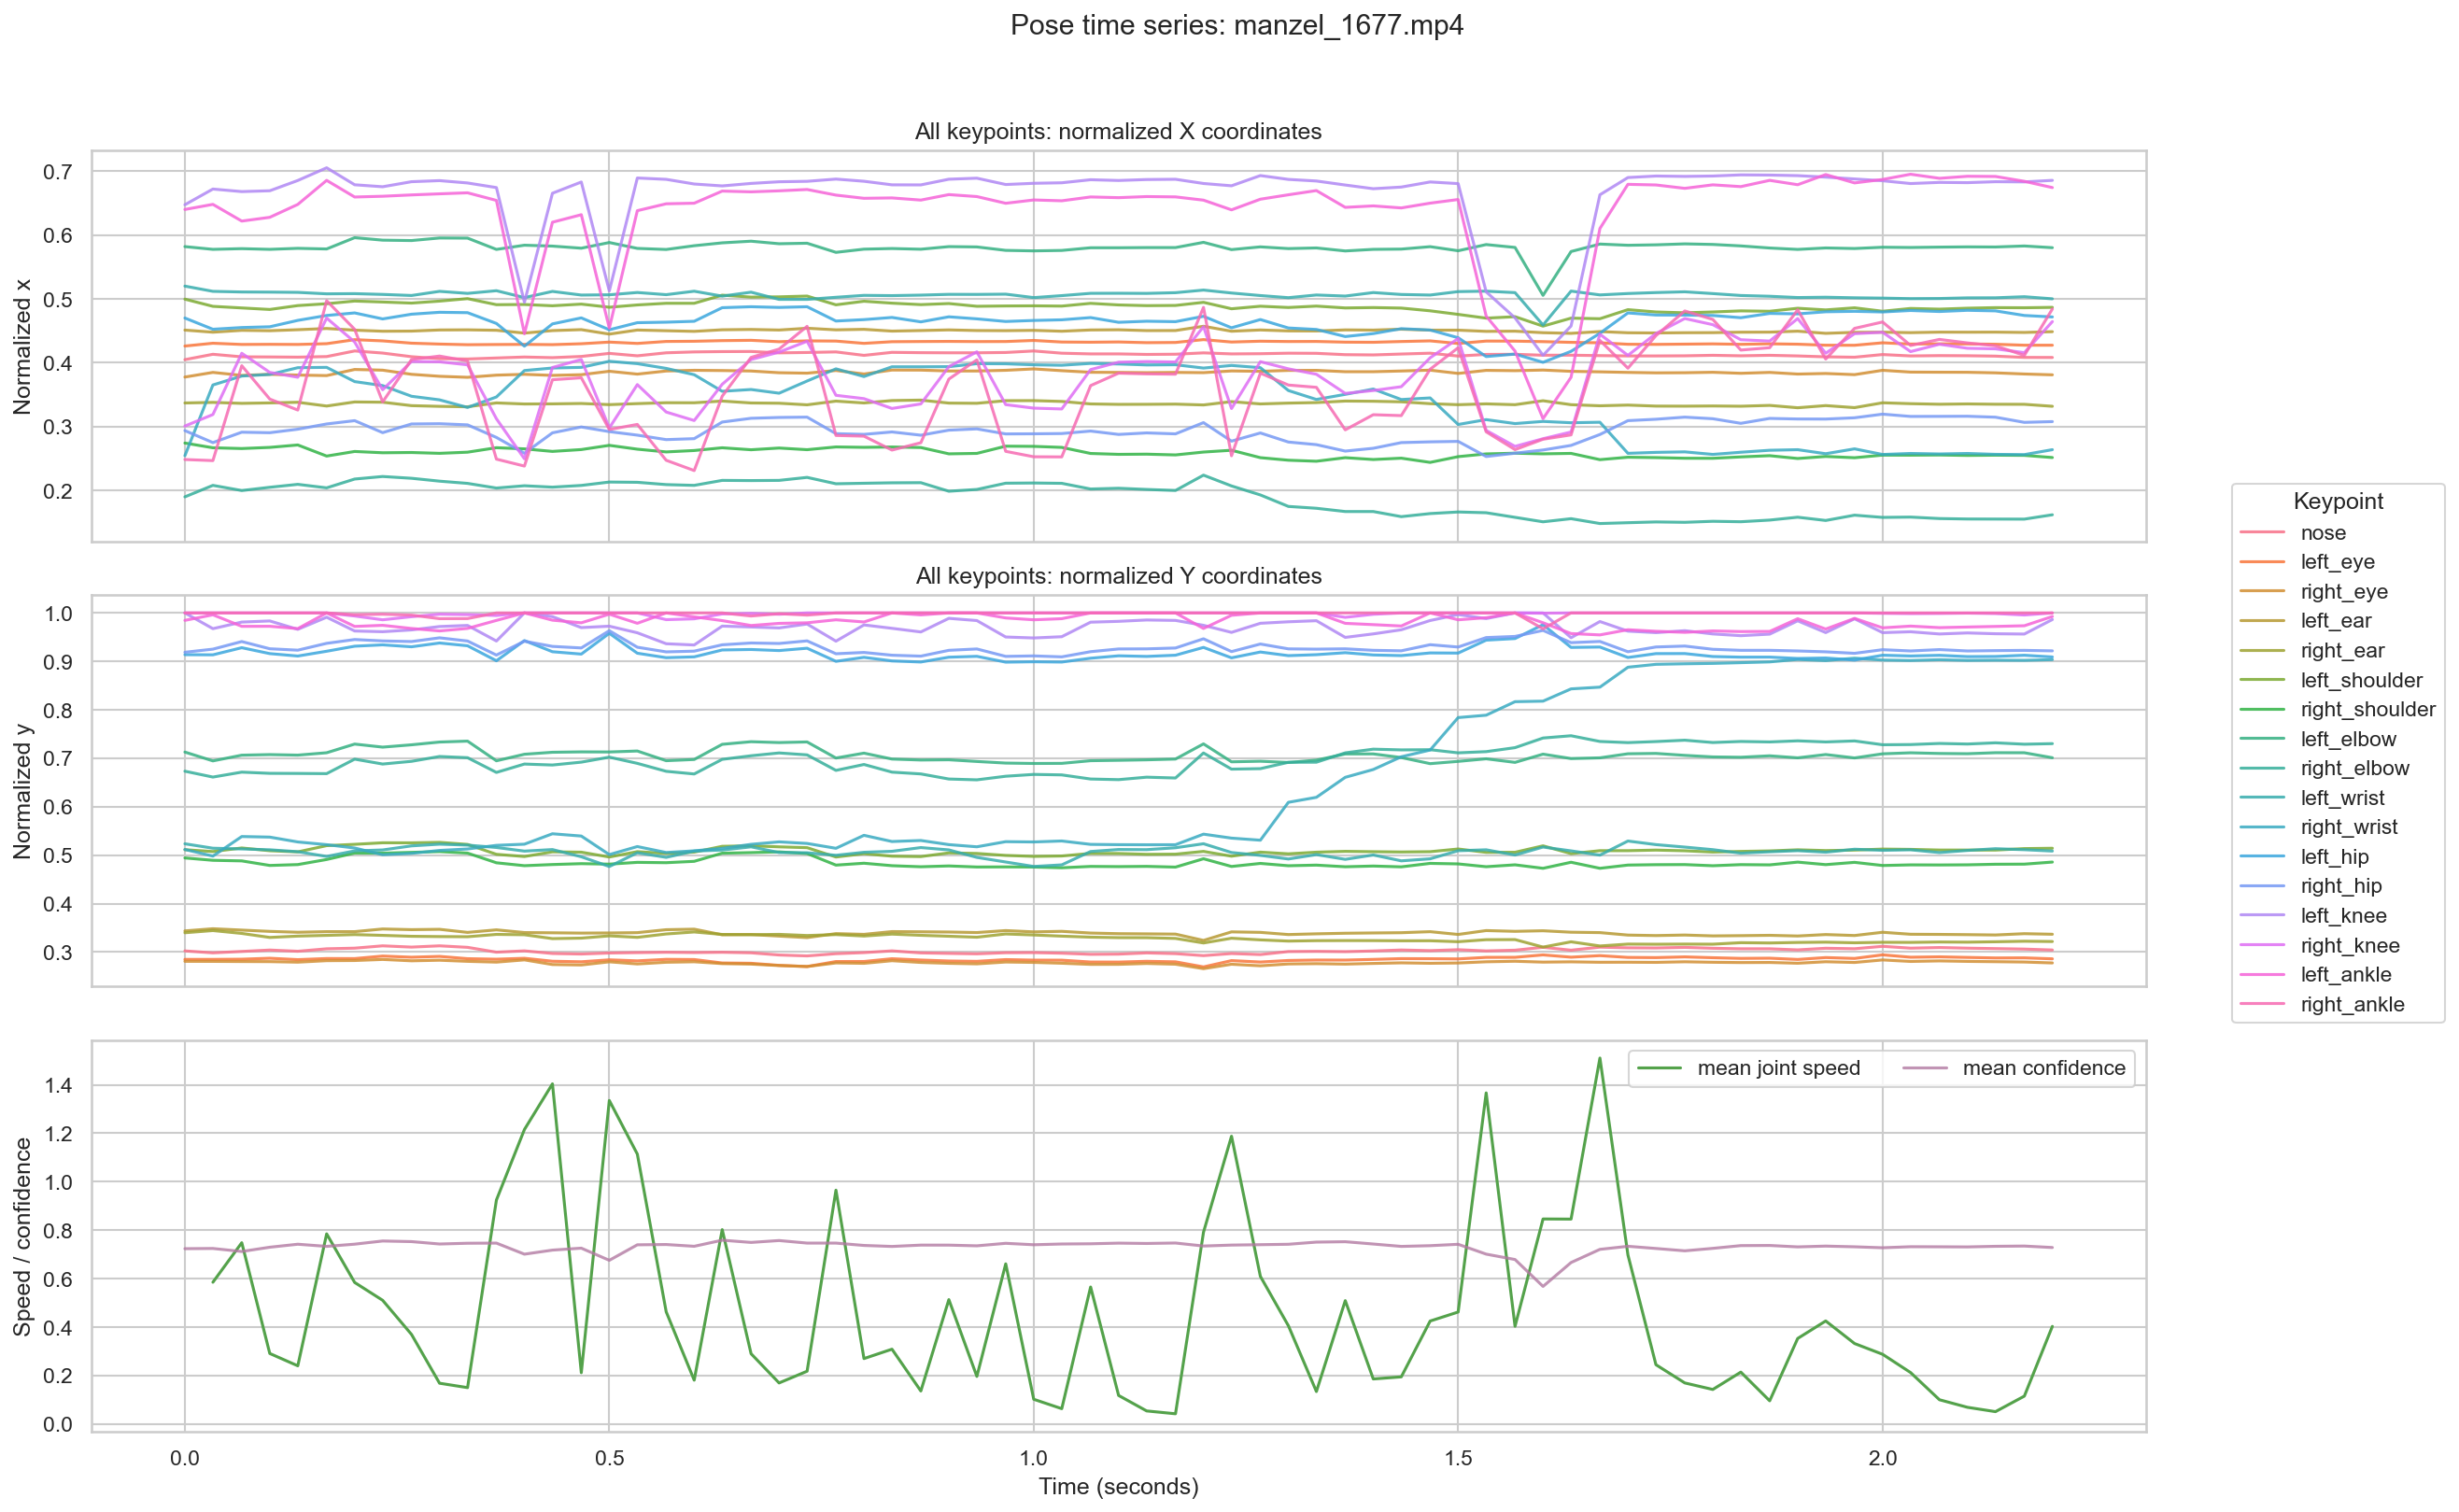 Pose time series: manzel_1677.mp4
All keypoints: normalized X coordinates
Normalized x
0.7
0.6
0.5
0.4
0.3
0.2
All keypoints: normalized Y coordinates
Normalized y
1.0
0.9
0.8
0.7
0.6
0.5
0.4
0.3
Keypoint
nose
left_eye
right_eye
left_ear
right_ear
left_shoulder
right_shoulder
left_elbow
right_elbow
left_wrist
right_wrist
left_hip
right_hip
left_knee
right_knee
left_ankle
right_ankle
mean joint speed mean confidence
Speed / confidence
1.4
1.2
1.0
0.8
0.6
0.4
0.2
0.0
0.0 0.5 1.0 1.5 2.0
Time (seconds)